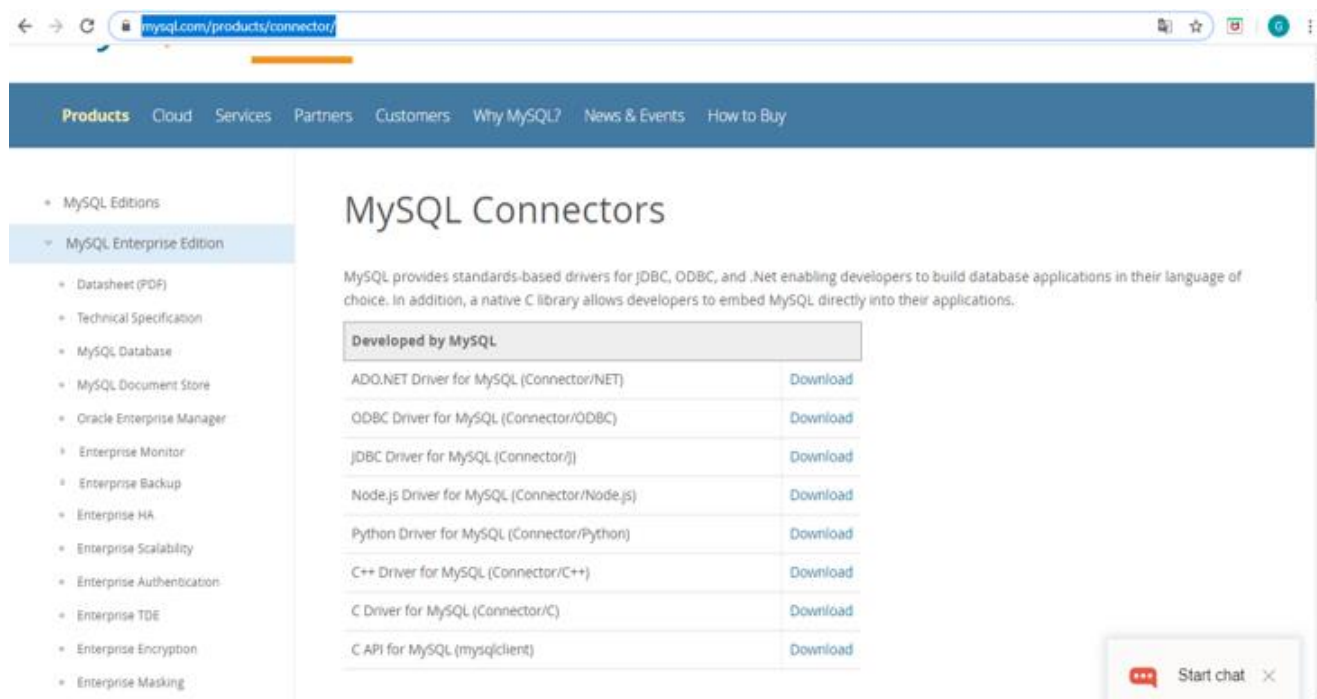 mysql.com/products/connector/
G
Products Cloud Services Partners Customers Why MySQL? News & Events How to Buy
MySQL Editions
MySQL Enterprise Edition
Datasheet (PDF)
Technical Specification
MySQL Database
MySQL Document Store
Oracle Enterprise Manager
Enterprise Monitor
Enterprise Backup
Enterprise HA
Enterprise Scalability
Enterprise Authentication
Enterprise TDE
Enterprise Encryption
Enterprise Masking
MySQL Connectors
MySQL provides standards-based drivers for JDBC, ODBC, and .Net enabling developers to build database applications in their language of
choice. In addition, a native C library allows developers to embed MySQL directly into their applications.
Developed by MySQL
ADO.NET Driver for MySQL (Connector/NET) Download
ODBC Driver for MySQL (Connector/ODBC) Download
JDBC Driver for MySQL (Connector/J) Download
Node.js Driver for MySQL (Connector/Node.js) Download
Python Driver for MySQL (Connector/Python) Download
C++ Driver for MySQL (Connector/C++) Download
C Driver for MySQL (Connector/C) Download
C API for MySQL (mysqlclient) Download
Start chat